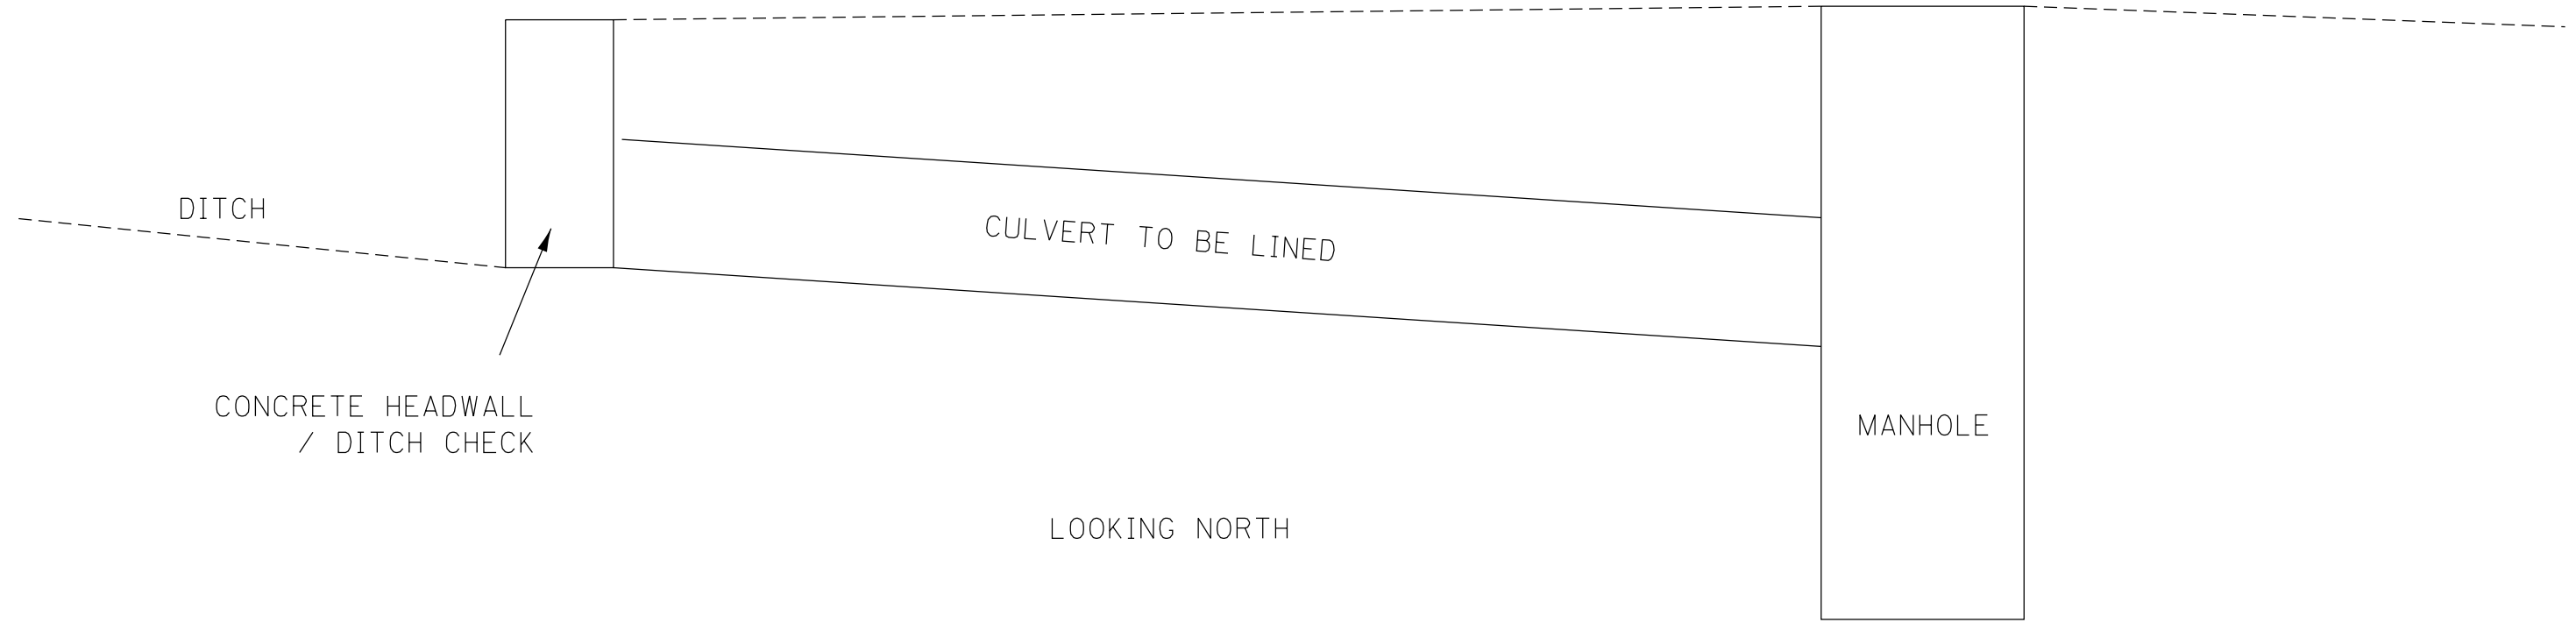 DITCH
CULVERT TO BE LINED
CONCRETE HEADWALL
/ DITCH CHECK
MANHOLE
LOOKING NORTH